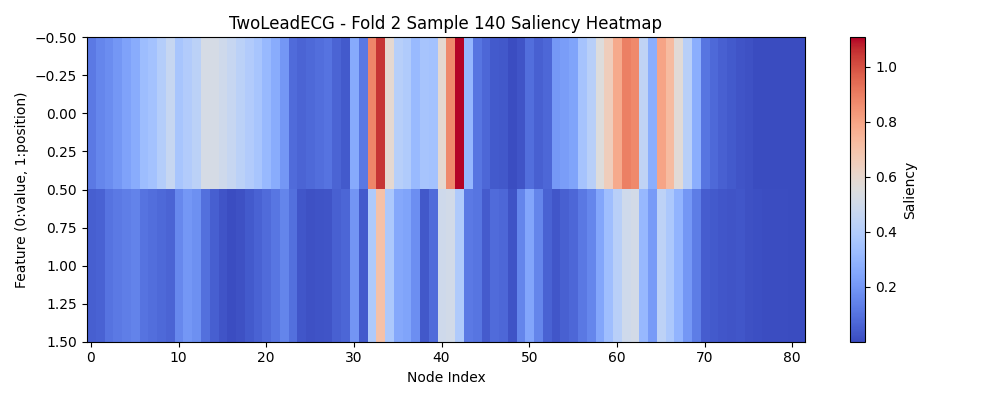 TwoLeadECG - Fold 2 Sample 140 Saliency Heatmap
Feature (0:value, 1:position)
−0.50
−0.25
0.00
0.25
0.50
0.75
1.00
1.25
1.50
0 10 20 30 40 50 60 70 80
Node Index
1.0
0.8
0.6
0.4
0.2
Saliency